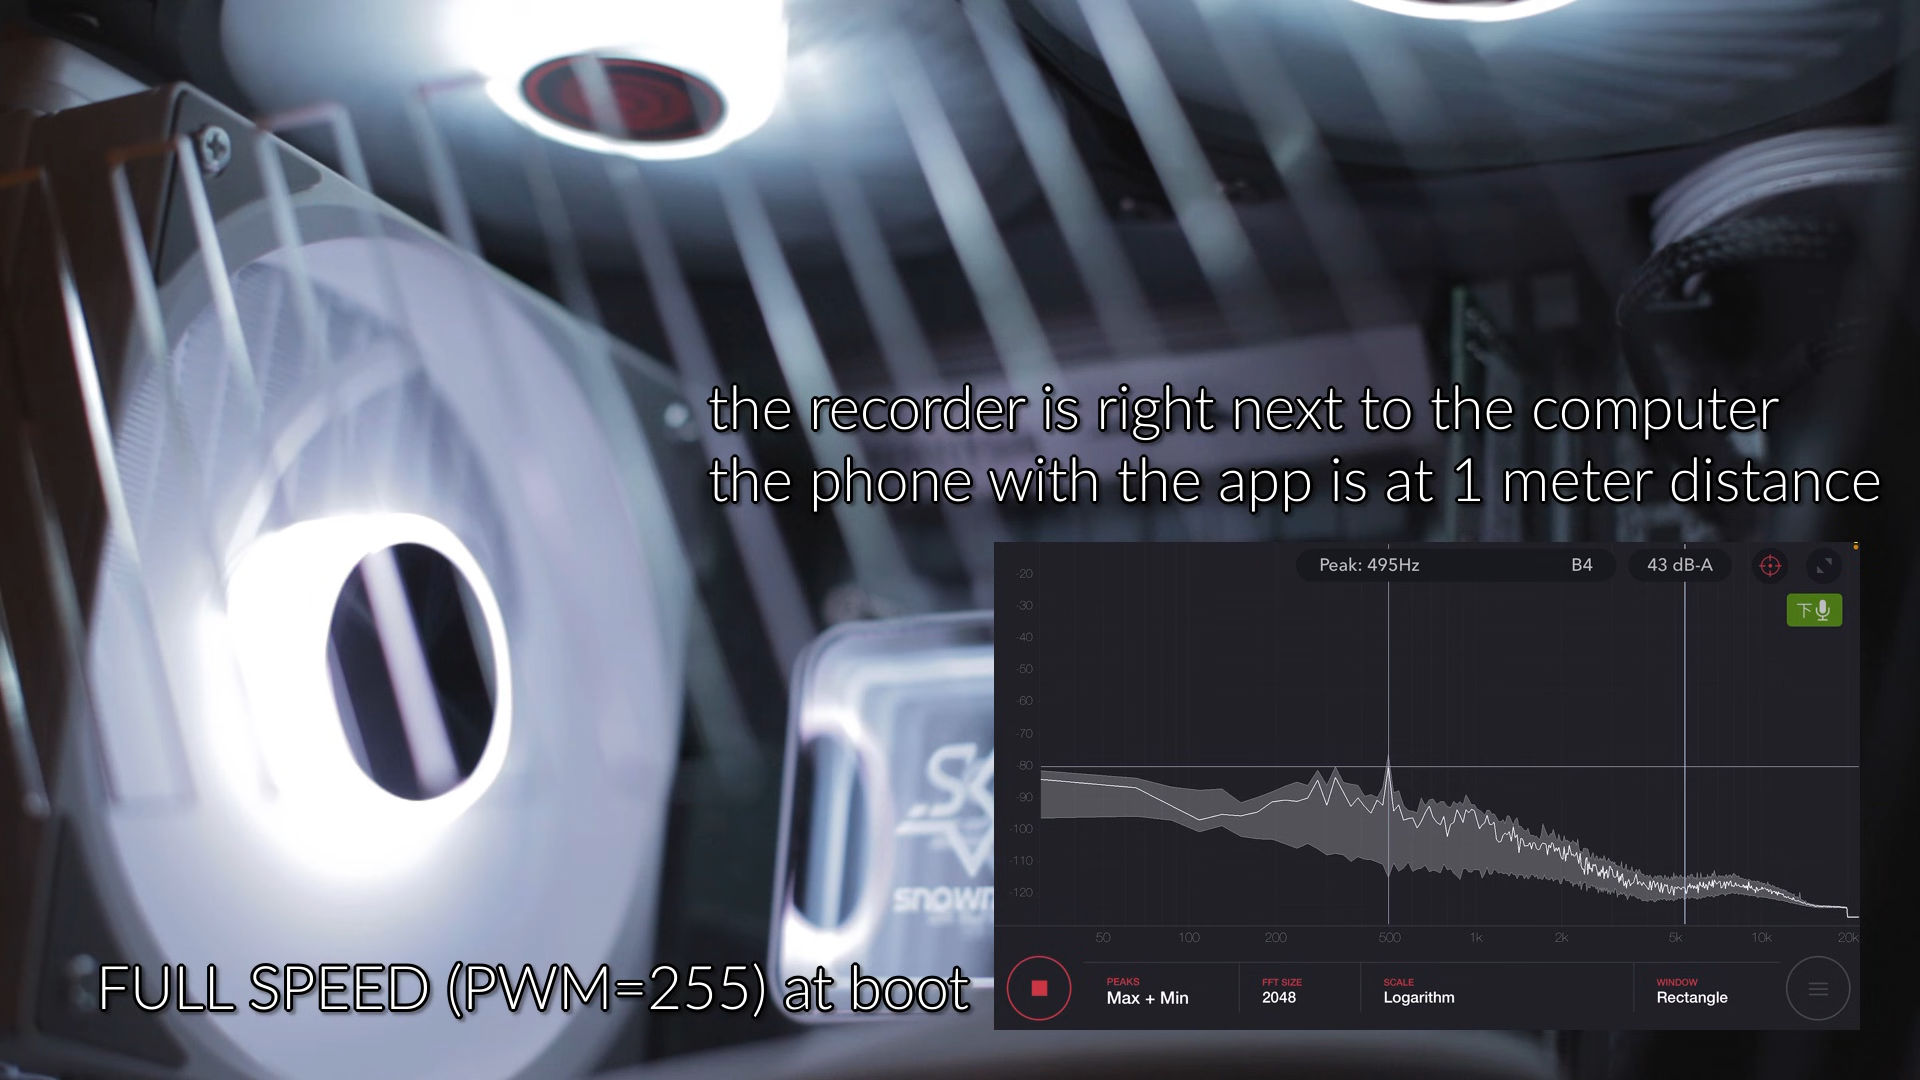 the recorder is right next to the computer
the phone with the app is at 1 meter distance
Peak: 495Hz B4 43 dB-A
下
-20
-30
-40
-50
-60
-70
-80
-90
-100
-110
-120
50 100 200 500 1k 2k 5k 10k 20k
PEAKS FFT SIZE SCALE WINDOW
Max + Min 2048 Logarithm Rectangle
FULL SPEED (PWM=255) at boot